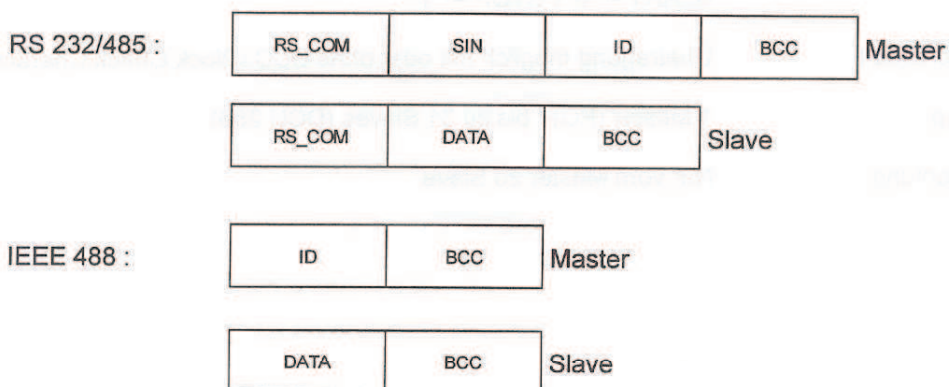 RS 232/485 : RS_COM SIN ID BCC Master
RS_COM DATA BCC Slave
IEEE 488 : ID BCC Master
DATA BCC Slave